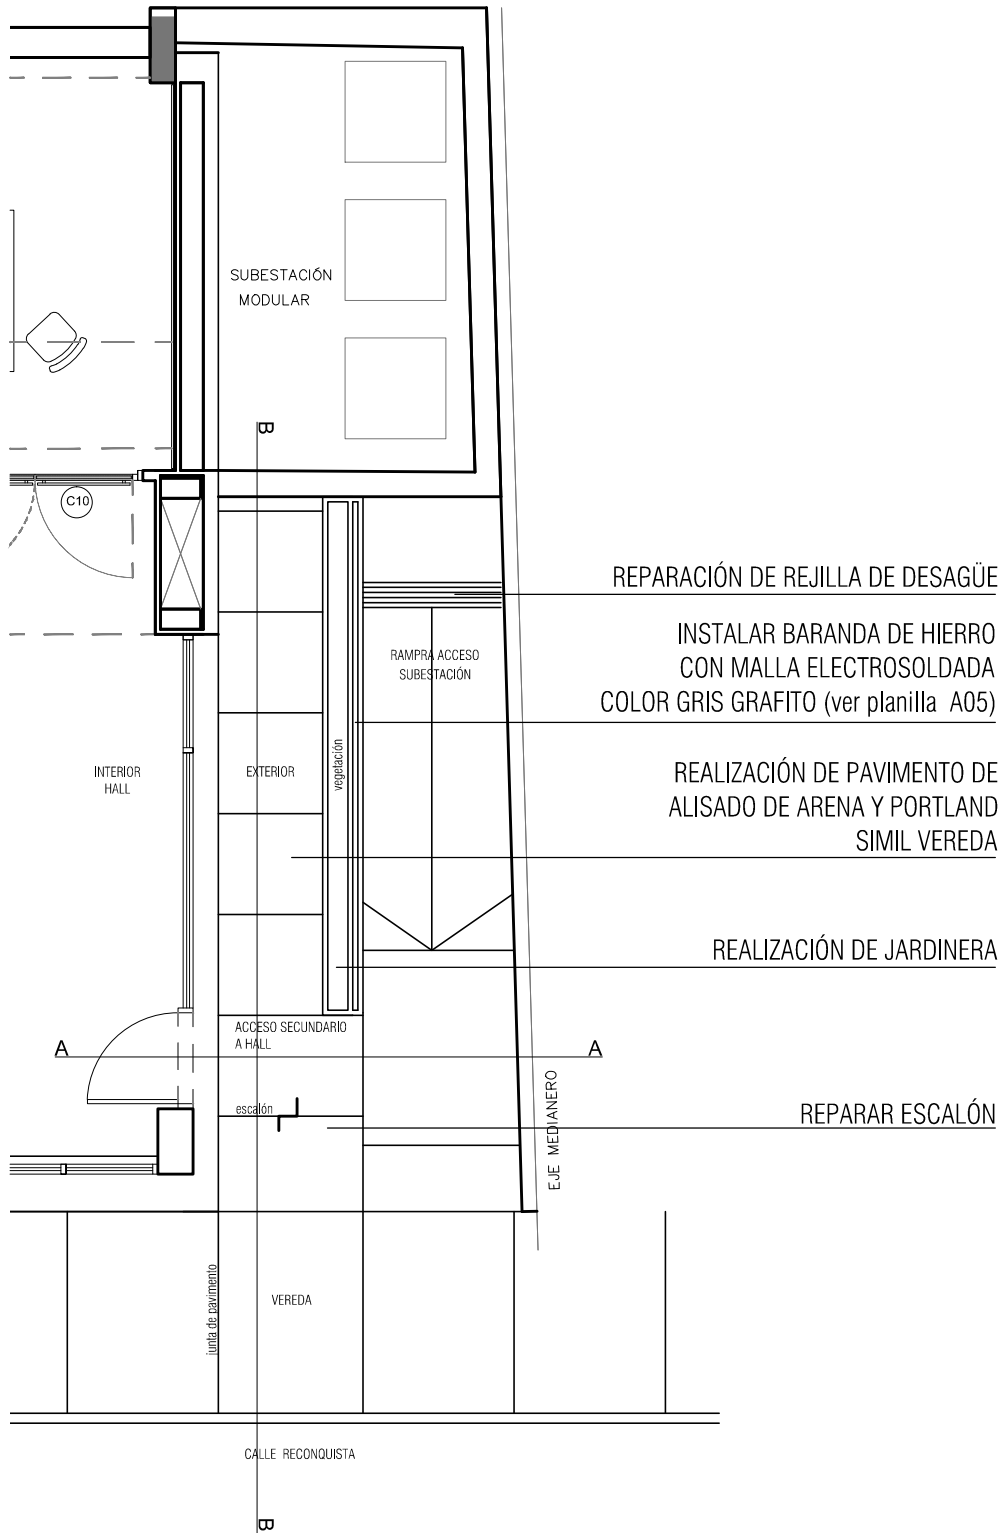 SUBESTACIÓN
MODULAR
B
C10
REPARACIÓN DE REJILLA DE DESAGÜE
INSTALAR BARANDA DE HIERRO
CON MALLA ELECTROSOLDADA
COLOR GRIS GRAFITO (ver planilla A05)
RAMPRA ACCESO
SUBESTACIÓN
INTERIOR
HALL
EXTERIOR
vegetación
REALIZACIÓN DE PAVIMENTO DE
ALISADO DE ARENA Y PORTLAND
SIMIL VEREDA
REALIZACIÓN DE JARDINERA
ACCESO SECUNDARIO
A HALL
A
A
escalón
EJE MEDIANERO
REPARAR ESCALÓN
junta de pavimento
VEREDA
CALLE RECONQUISTA
B